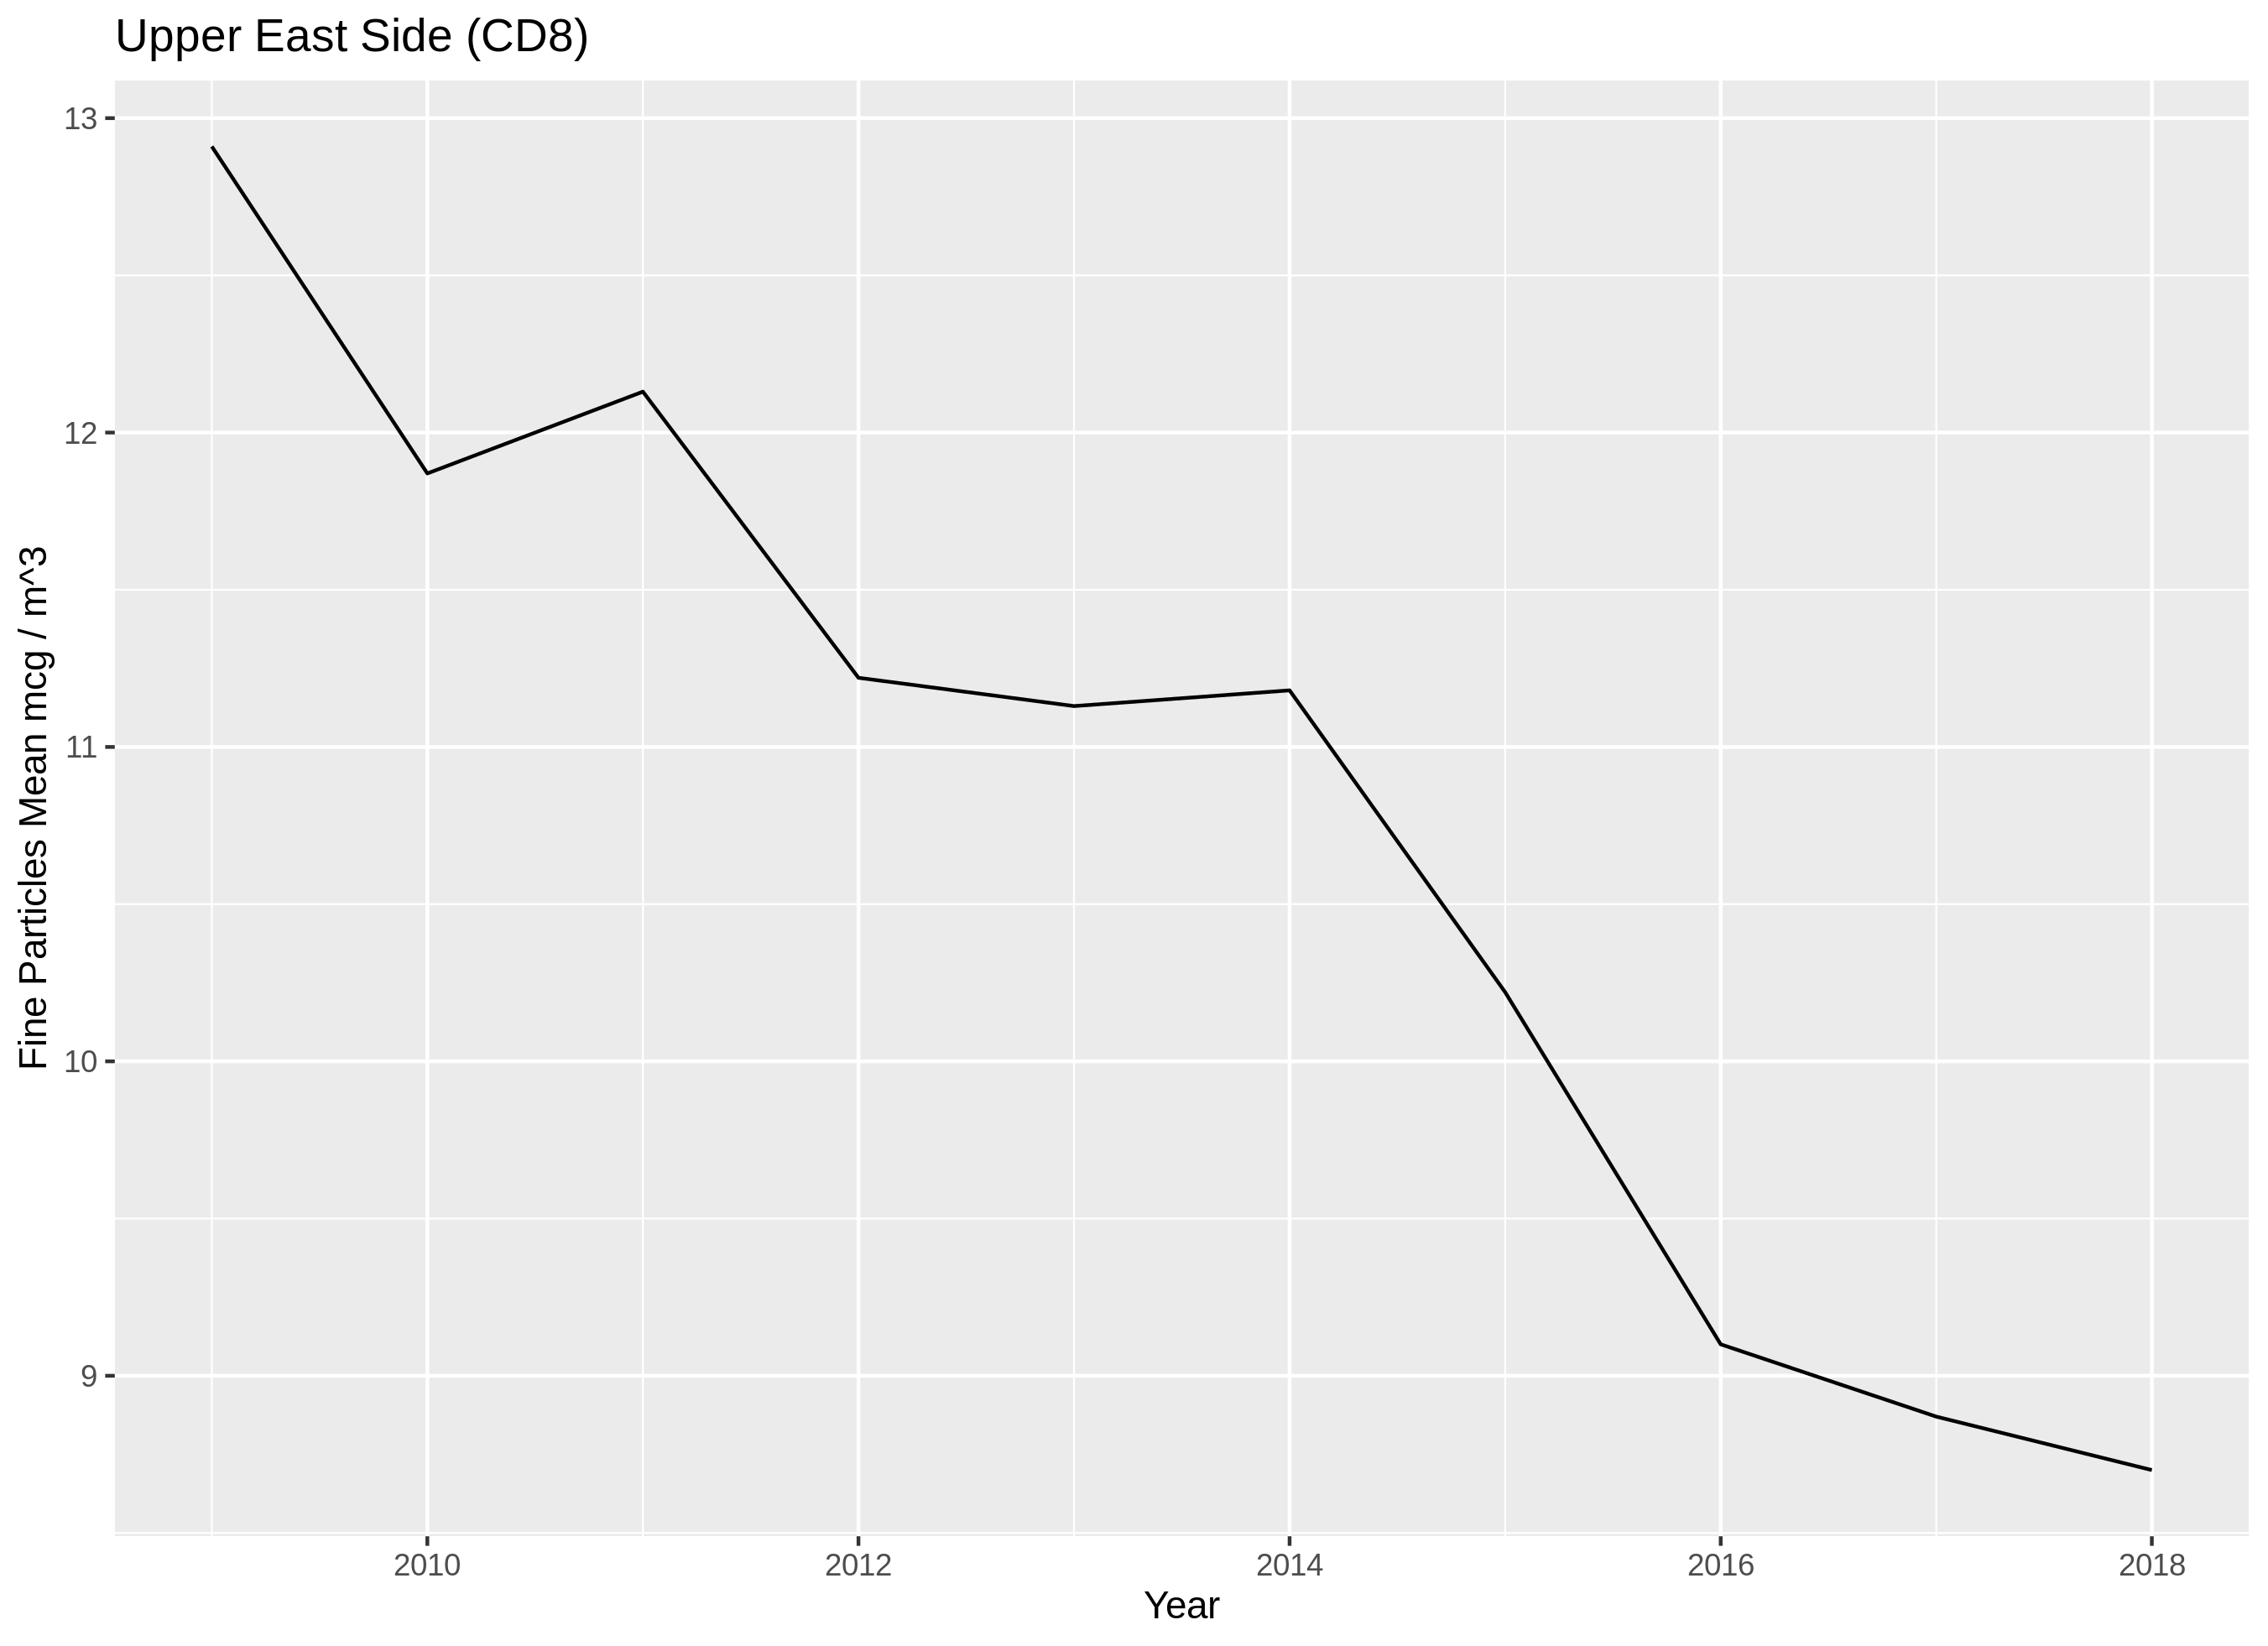 Upper East Side (CD8)
Fine Particles Mean mcg / m^3
13
12
11
10
9
2010 2012 2014 2016 2018
Year